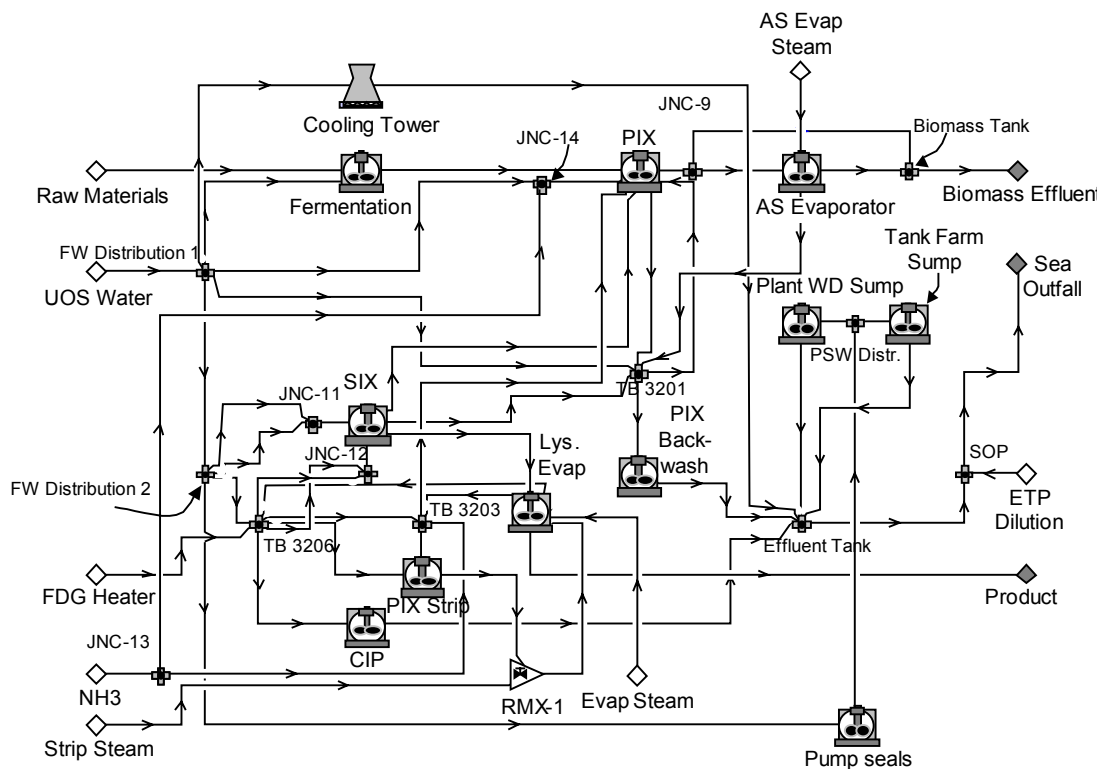 AS Evap
Steam
JNC-9
Cooling Tower
JNC-14
PIX
Biomass Tank
Raw Materials
Fermentation
AS Evaporator
Biomass Effluent
FW Distribution 1
Tank Farm
Sump
UOS Water
Plant WD Sump
Sea
Outfall
PSW Distr.
JNC-11
SIX
TB 3201
PIX
Back-
wash
JNC-12
Lys.
Evap
SOP
FW Distribution 2
TB 3203
ETP
Dilution
TB 3206
Effluent Tank
FDG Heater
PIX Strip
Product
JNC-13
CIP
NH3
RMX-1
Evap Steam
Strip Steam
Pump seals